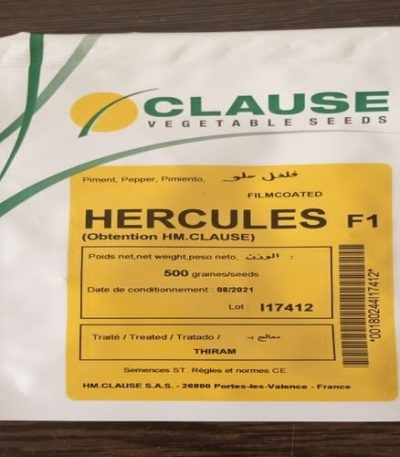 CLAUSE
VEGETABLE SEEDS
Piment, Pepper, Pimiento, فلفل حلو
FILMCOATED
HERCULES F1
(Obtention HM.CLAUSE)
Poids net,net weight,peso neto, الوزن :
500 graines/seeds
Date de conditionnement : 08/2021
Lot : I17412
*00180244I17412*
Traité / Treated / Tratado / معالج بـ
THIRAM
Semences ST. Règles et normes CE
HM.CLAUSE S.A.S. - 26800 Portes-les-Valence - France